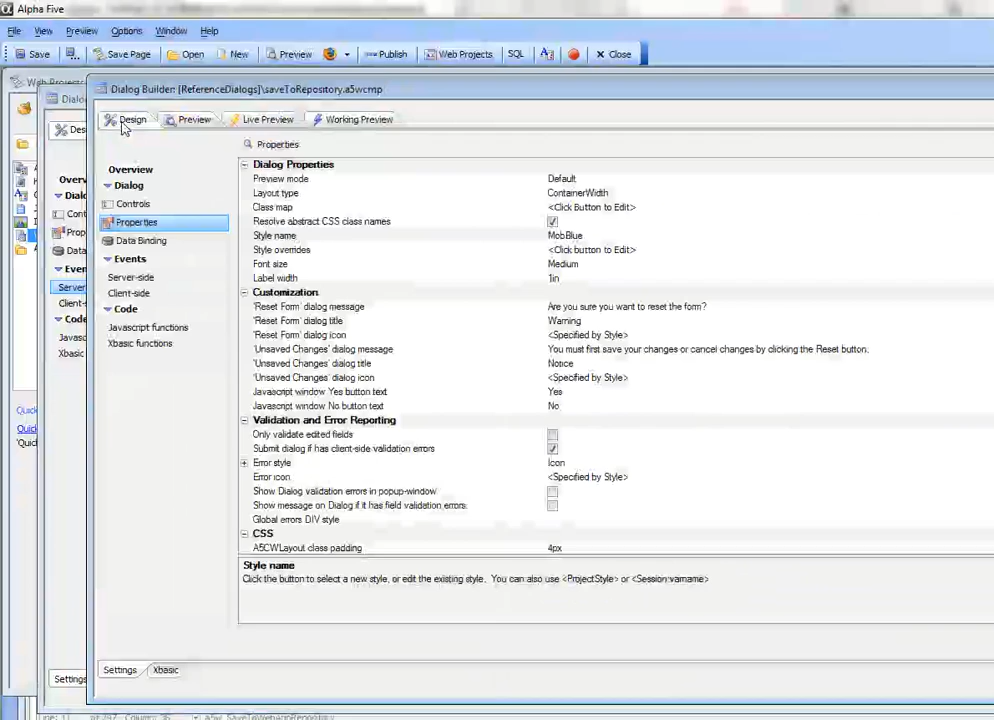 Alpha Five
File View Preview Options Window Help
Save Save Page Open New Preview Publish Web Projects SQL Close
Web Projects
Dialog Builder: [ReferenceDialogs]\saveToRepository.a5wcmp
Design Preview Live Preview Working Preview
Properties
Overview
Dialog
Controls
Properties
Data Binding
Events
Server-side
Client-side
Code
Javascript functions
Xbasic functions
Dialog Properties
Preview mode Default
Layout type ContainerWidth
Class map <Click Button to Edit>
Resolve abstract CSS class names
Style name MobBlue
Style overrides <Click button to Edit>
Font size Medium
Label width 1in
Customization
'Reset Form' dialog message Are you sure you want to reset the form?
'Reset Form' dialog title Warning
'Reset Form' dialog icon <Specified by Style>
'Unsaved Changes' dialog message You must first save your changes or cancel changes by clicking the Reset button.
'Unsaved Changes' dialog title Notice
'Unsaved Changes' dialog icon <Specified by Style>
Javascript window Yes button text Yes
Javascript window No button text No
Validation and Error Reporting
Only validate edited fields
Submit dialog if has client-side validation errors
Error style Icon
Error icon <Specified by Style>
Show Dialog validation errors in popup-window
Show message on Dialog if it has field validation errors.
Global errors DIV style
CSS
A5CWLayout class padding 4px
Style name
Click the button to select a new style, or edit the existing style. You can also use <ProjectStyle> or <Session:varname>
Settings Xbasic
Settings